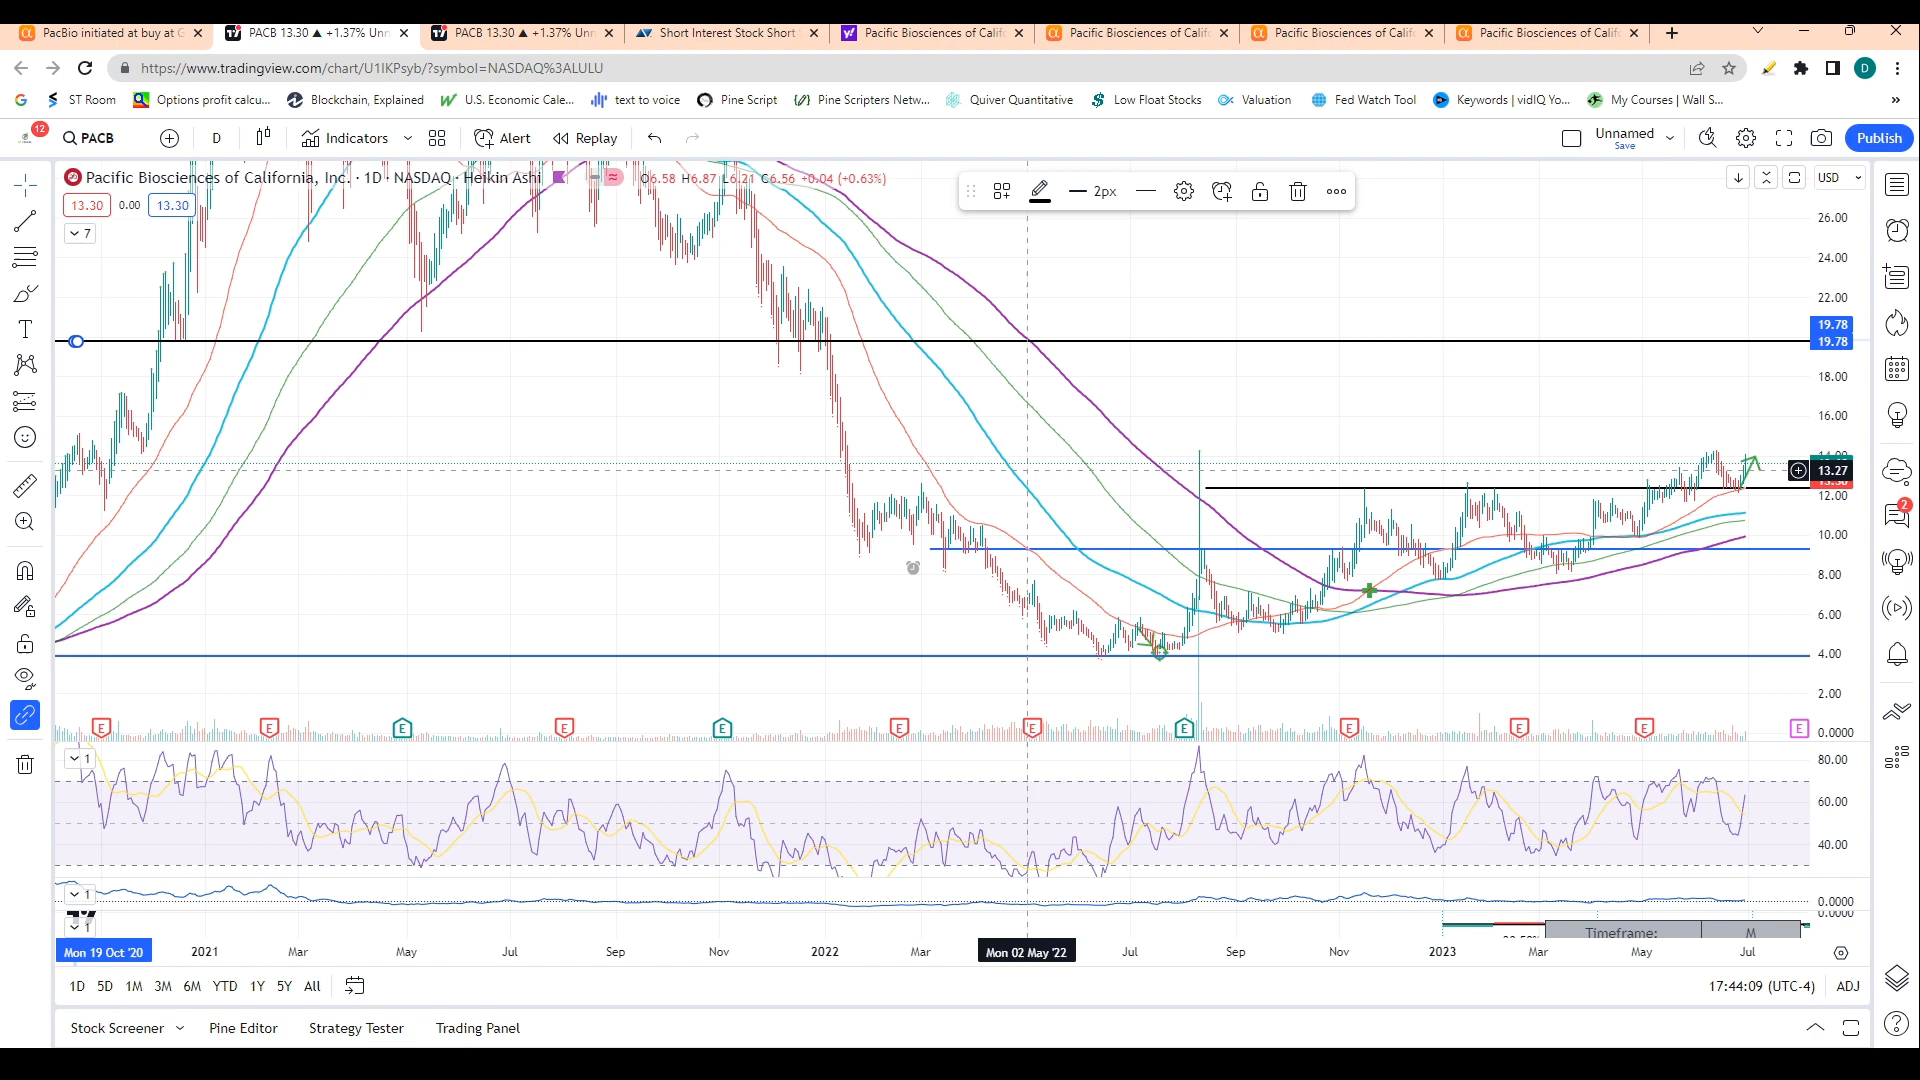 PacBio initiated at buy at G
PACB 13.30 ▲ +1.37% Unn
PACB 13.30 ▲ +1.37% Unn
Short Interest Stock Short
Pacific Biosciences of Calif
Pacific Biosciences of Calif
Pacific Biosciences of Calif
Pacific Biosciences of Calif
https://www.tradingview.com/chart/U1IKPsyb/?symbol=NASDAQ%3ALULU
D
ST Room
Options profit calcu...
Blockchain, Explained
U.S. Economic Cale...
text to voice
Pine Script
Pine Scripters Netw...
Quiver Quantitative
Low Float Stocks
Valuation
Fed Watch Tool
Keywords | vidIQ Yo...
My Courses | Wall S...
»
12
PACB
D
Indicators
Alert
Replay
Unnamed
Save
Publish
Pacific Biosciences of California, Inc. · 1D · NASDAQ · Heikin Ashi
O6.58 H6.87 L6.21 C6.56 +0.04 (+0.63%)
13.30 0.00 13.30
7
2px
USD
26.00
24.00
22.00
19.78
19.78
18.00
16.00
13.27
12.00
10.00
8.00
6.00
4.00
2.00
0.0000
E E E E E E E E E E E E
1
80.00
60.00
40.00
1
0.0000
0.0000
1
Timeframe: M
Mon 19 Oct '20
2021
Mar
May
Jul
Sep
Nov
2022
Mar
Mon 02 May '22
Jul
Sep
Nov
2023
Mar
May
Jul
1D 5D 1M 3M 6M YTD 1Y 5Y All
17:44:09 (UTC-4) ADJ
Stock Screener
Pine Editor
Strategy Tester
Trading Panel
2